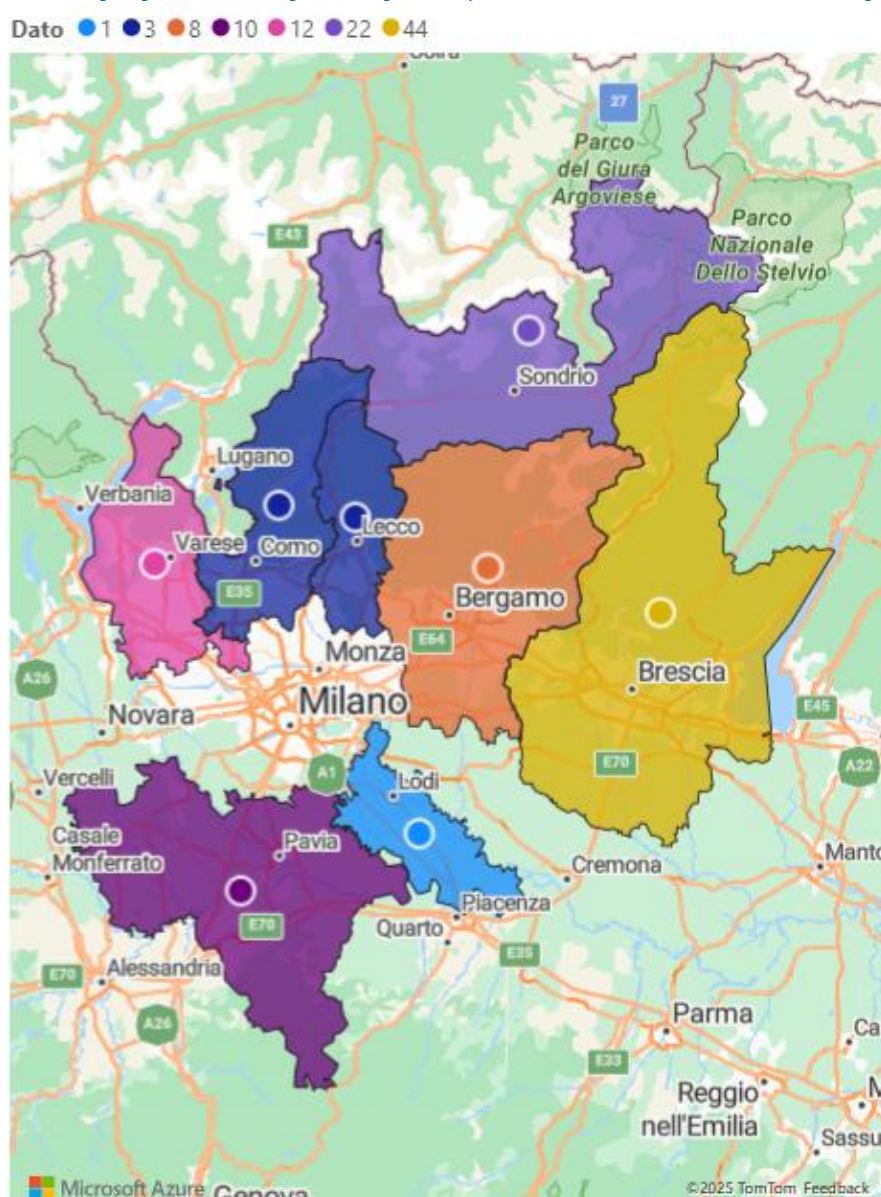 Dato 1 3 8 10 12 22 44
27
Parco
del Giura
Argoviese
Parco
Nazionale
Dello Stelvio
E43
Sondrio
Lugano
Verbania
Varese
Como
Lecco
E35
Bergamo
E64
Monza
Brescia
A26
Milano
Novara
E45
E70
A22
A1
Vercelli
Lodi
Casale
Monferrato
Pavia
Cremona
Piacenza
E70
Quarto
E35
E70
Alessandria
A26
Parma
E33
Reggio
nell'Emilia
Microsoft Azure
Genova
©2025 TomTom Feedback